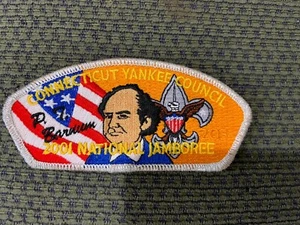 CONNECTICUT YANKEE COUNCIL
P. T.
Barnum
2001 NATIONAL JAMBOREE